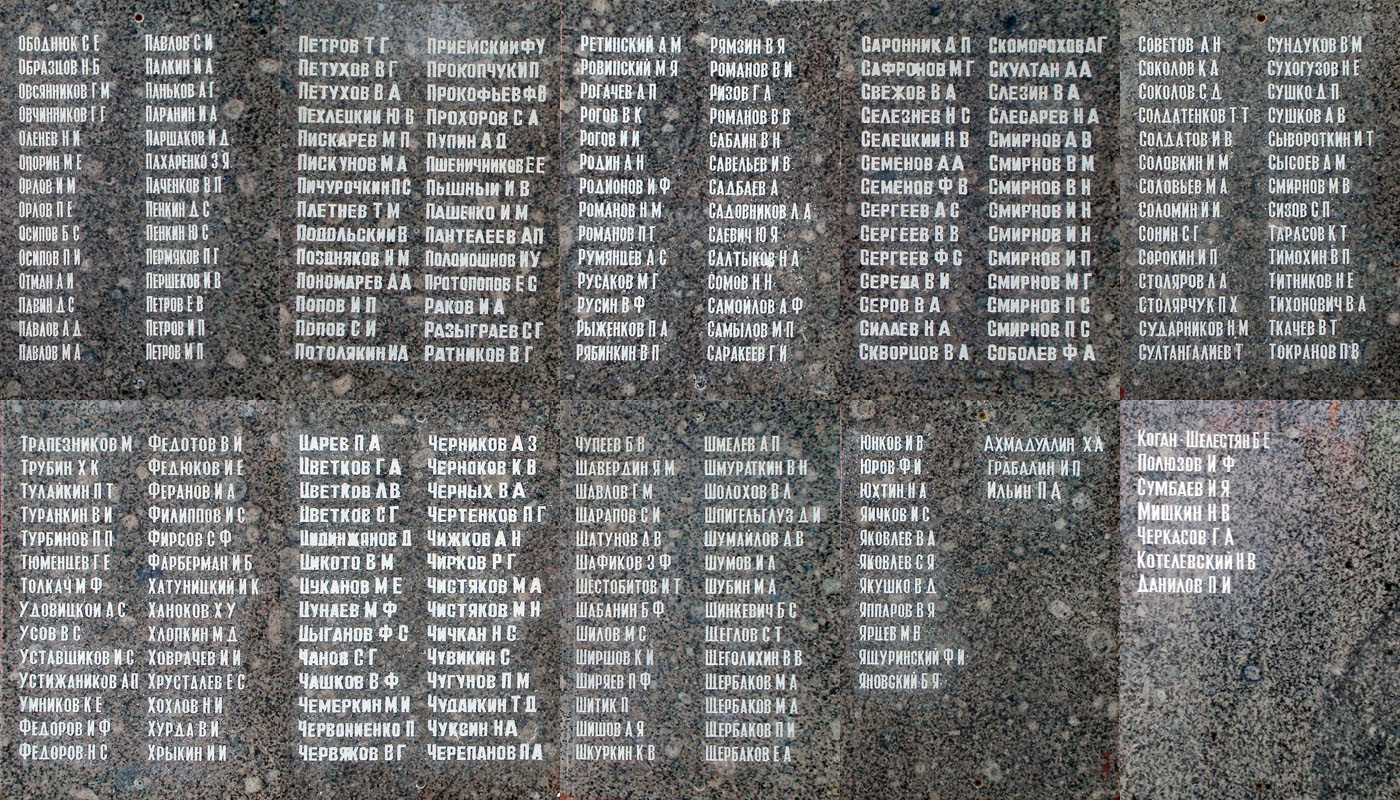 ОБОДНЮК С Е
ОБРАЗЦОВ Н Б
ОВСЯННИКОВ Г М
ОВЧИННИКОВ Г Г
ОЛЕНЕВ Н И
ОПОРИН М Е
ОРЛОВ И М
ОРЛОВ П Е
ОСИПОВ Б С
ОСИПОВ П И
ОТМАН А И
ПАВИН Д С
ПАВЛОВ А Д
ПАВЛОВ М А
ПАВЛОВ С И
ПАЛКИН И А
ПАНЬКОВ А Г
ПАРАНИН И А
ПАРШАКОВ И Д
ПАХАРЕНКО З Я
ПАЧЕНКОВ В П
ПЕНКИН Д С
ПЕНКИН Ю С
ПЕРМЯКОВ П Г
ПЕРШЕКОВ И В
ПЕТРОВ Е В
ПЕТРОВ И П
ПЕТРОВ М П
ПЕТРОВ Т Г
ПЕТУХОВ В Г
ПЕТУХОВ В А
ПЕХЛЕЦКИЙ Ю В
ПИСКАРЕВ М П
ПИСКУНОВ М А
ПИЧУРОЧКИН П С
ПЛЕТНЕВ Т М
ПОДОЛЬСКИЙ В
ПОЗДНЯКОВ И М
ПОНОМАРЕВ А А
ПОПОВ И П
ПОПОВ С И
ПОТОЛЯКИН И Д
ПРИЕМСКИЙ Ф У
ПРОКОПЧУК И П
ПРОКОФЬЕВ Ф В
ПРОХОРОВ С А
ПУПИН А Д
ПШЕНИЧНИКОВ Е Е
ПЫШНЫЙ И В
ПАШЕНКО И М
ПАНТЕЛЕЕВ А П
ПОЛОЮШНОВ И У
ПРОТОПОПОВ Е С
РАКОВ И А
РАЗЫГРАЕВ С Г
РАТНИКОВ В Г
РЕТИНСКИЙ А М
РОВИНСКИЙ М Я
РОГАЧЕВ А П
РОГОВ В К
РОГОВ И И
РОДИН А Н
РОДИОНОВ И Ф
РОМАНОВ Н М
РОМАНОВ П Г
РУМЯНЦЕВ А С
РУСАКОВ М Г
РУСИН В Ф
РЫЖЕНКОВ П А
РЯБИНКИН В П
РЯМЗИН В Я
РОМАНОВ В И
РИЗОВ Г А
РОМАНОВ В В
САБЛИН В Н
САВЕЛЬЕВ И В
САДБАЕВ А
САДОВНИКОВ Л Д
САЕВИЧ Ю Я
САЛТЫКОВ Н А
СОМОВ Н Н
САМОЙЛОВ А Ф
САМЫЛОВ М П
САРАКЕЕВ Г И
САРОННИК А П
САФРОНОВ М Г
СВЕЖОВ В А
СЕЛЕЗНЕВ Н С
СЕЛЕЦКИЙ Н В
СЕМЕНОВ А А
СЕМЕНОВ Ф В
СЕРГЕЕВ А С
СЕРГЕЕВ В В
СЕРГЕЕВ Ф С
СЕРЕДА В И
СЕРОВ В А
СИЛАЕВ Н А
СКВОРЦОВ В А
СКОМОРОХОВ А Г
СКУЛТАН А А
СЛЕЗИН В А
СЛЕСАРЕВ Н А
СМИРНОВ А В
СМИРНОВ В М
СМИРНОВ В Н
СМИРНОВ И Н
СМИРНОВ И Н
СМИРНОВ И П
СМИРНОВ М Г
СМИРНОВ П С
СМИРНОВ П С
СОБОЛЕВ Ф А
СОВЕТОВ А Н
СОКОЛОВ К А
СОКОЛОВ С Д
СОЛДАТЕНКОВ Т Т
СОЛДАТОВ И В
СОЛОВКИН И М
СОЛОВЬЕВ М А
СОЛОМИН И И
СОНИН С Г
СОРОКИН И П
СТОЛЯРОВ А А
СТОЛЯРЧУК П Х
СУДАРНИКОВ Н М
СУЛТАНГАЛИЕВ Т
СУНДУКОВ В М
СУХОГУЗОВ Н Е
СУШКО Д П
СУШКОВ А В
СЫВОРОТКИН И Т
СЫСОЕВ А М
СМИРНОВ М В
СИЗОВ С П
ТАРАСОВ К Т
ТИМОХИН В П
ТИТНИКОВ Н Е
ТИХОНОВИЧ В А
ТКАЧЕВ В Т
ТОКРАНОВ П В
ТРАПЕЗНИКОВ М
ТРУБИН Х К
ТУЛАЙКИН П Т
ТУРАНКИН В И
ТУРБИНОВ П П
ТЮМЕНЦЕВ Г Е
ТОЛКАЧ М Ф
УДОВИЦКОЙ А С
УСОВ В С
УСТАВЩИКОВ И С
УСТИЖАНИКОВ А П
УМНИКОВ К Е
ФЕДОРОВ И Ф
ФЕДОРОВ Н С
ФЕДОТОВ В И
ФЕДЮКОВ И Е
ФЕРАНОВ И А
ФИЛИППОВ И С
ФИРСОВ С Ф
ФАРБЕРМАН И Б
ХАТУНИЦКИЙ И К
ХАНОКОВ Х У
ХЛОПКИН М Д
ХОВРАЧЕВ И И
ХРУСТАЛЕВ Е С
ХОХЛОВ Н И
ХУРДА В И
ХРЫКИН И И
ЦАРЕВ П А
ЦВЕТКОВ Г А
ЦВЕТКОВ Л В
ЦВЕТКОВ С Г
ЦИДИНЖАНОВ Д
ЦИКОТО В М
ЦУКАНОВ М Е
ЦУНАЕВ М Ф
ЦЫГАНОВ Ф С
ЧАНОВ С Г
ЧАШКОВ В Ф
ЧЕМЕРКИН М И
ЧЕРВОНИЕНКО П
ЧЕРВЯКОВ В Г
ЧЕРНИКОВ А З
ЧЕРНОКОВ К В
ЧЕРНЫХ В А
ЧЕРТЕНКОВ П Г
ЧИЖКОВ А Н
ЧИРКОВ Р Г
ЧИСТЯКОВ М А
ЧИСТЯКОВ М Н
ЧИЧКАН Н С
ЧУВИКИН С
ЧУГУНОВ П М
ЧУДАИКИН Т Д
ЧУКСИН Н А
ЧЕРЕПАНОВ П А
ЧУПЕЕВ Б В
ШАВЕРДИН Я М
ШАВЛОВ Г М
ШАРАПОВ С И
ШАТУНОВ А В
ШАФИКОВ З Ф
ШЕСТОБИТОВ И Т
ШАБАНИН Б Ф
ШИЛОВ М С
ШИРШОВ К И
ШИРЯЕВ П Ф
ШИТИК П
ШИШОВ А Я
ШКУРКИН К В
ШМЕЛЕВ А П
ШМУРАТКИН В Н
ШОЛОХОВ В Л
ШПИГЕЛЬГЛУЗ Д И
ШУМАЙЛОВ А В
ШУМОВ И А
ШУБИН М А
ШИНКЕВИЧ Б С
ЩЕГЛОВ С Т
ЩЕГОЛИХИН В В
ЩЕРБАКОВ М А
ЩЕРБАКОВ М Д
ЩЕРБАКОВ П И
ЩЕРБАКОВ Е А
ЮНКОВ И В
ЮРОВ Ф И
ЮХТИН Н А
ЯИЧКОВ И С
ЯКОВЛЕВ В А
ЯКОВЛЕВ С Я
ЯКУШКО В Д
ЯППАРОВ В Я
ЯРЦЕВ М В
ЯЩУРИНСКИЙ Ф И
ЯНОВСКИЙ Б Я
АХМАДУЛЛИН Х А
ГРАБАЛИН И П
ИЛЬИН П А
КОГАН-ШЕЛЕСТЯН Б Е
ПОЛЮЗОВ И Ф
СУМБАЕВ И Я
МИШКИН Н В
ЧЕРКАСОВ Г А
КОТЕЛЕВСКИЙ Н В
ДАНИЛОВ П И